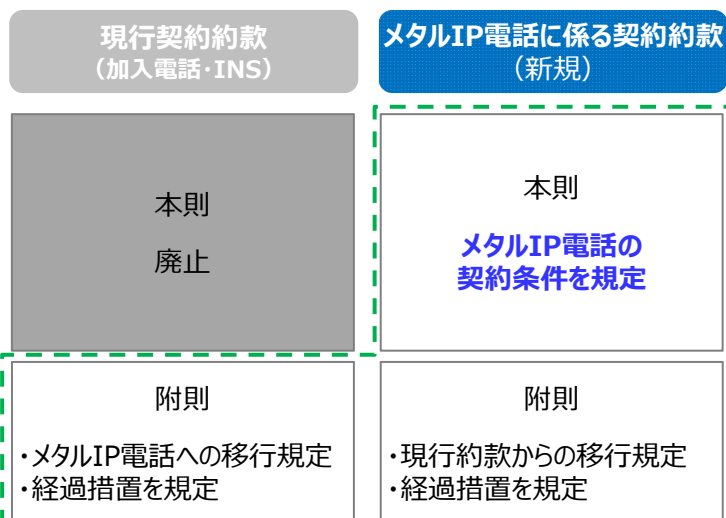 現行契約約款
（加入電話・INS）
メタルIP電話に係る契約約款
（新規）
本則
廃止
本則
メタルIP電話の
契約条件を規定
附則
・メタルIP電話への移行規定
・経過措置を規定
附則
・現行約款からの移行規定
・経過措置を規定